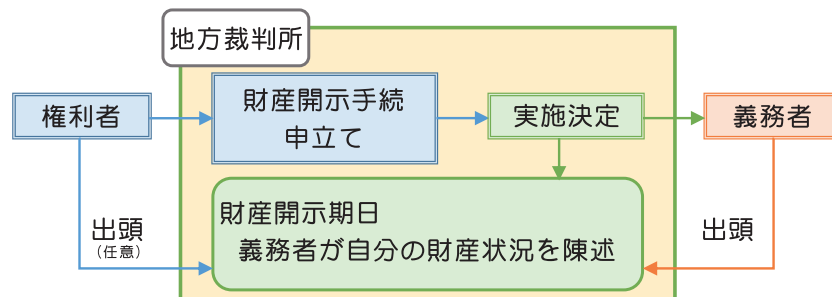 地方裁判所
権利者
財産開示手続
申立て
実施決定
義務者
財産開示期日
義務者が自分の財産状況を陳述
出頭
（任意）
出頭